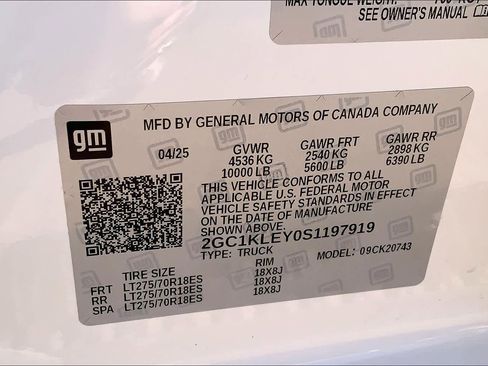 MAX TONGUE WEIGHT:
SEE OWNER'S MANUAL
gm
MFD BY GENERAL MOTORS OF CANADA COMPANY
04/25 GVWR GAWR FRT GAWR RR
4536 KG 2540 KG 2898 KG
10000 LB 5600 LB 6390 LB
THIS VEHICLE CONFORMS TO ALL
APPLICABLE U.S. FEDERAL MOTOR
VEHICLE SAFETY STANDARDS IN EFFECT
ON THE DATE OF MANUFACTURE
SHOWN ABOVE.
2GC1KLEY0S1197919
TYPE: TRUCK MODEL: 09CK20743
TIRE SIZE RIM
FRT LT275/70R18ES 18X8J
RR LT275/70R18ES 18X8J
SP LT275/70R18ES 18X8J